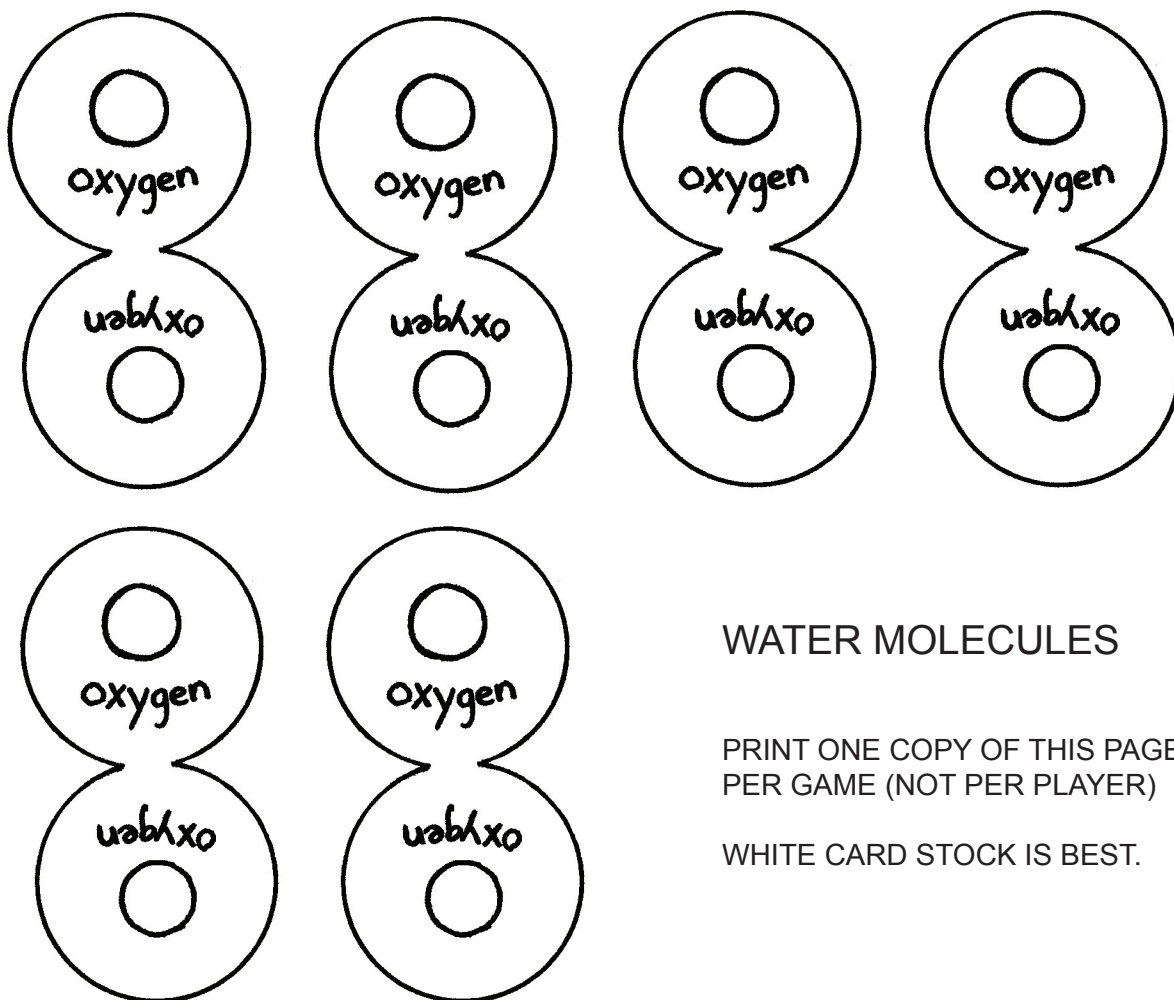 oxygen oxygen oxygen oxygen
oxygen oxygen oxygen oxygen
oxygen oxygen
oxygen oxygen
WATER MOLECULES
PRINT ONE COPY OF THIS PAGE
PER GAME (NOT PER PLAYER)
WHITE CARD STOCK IS BEST.